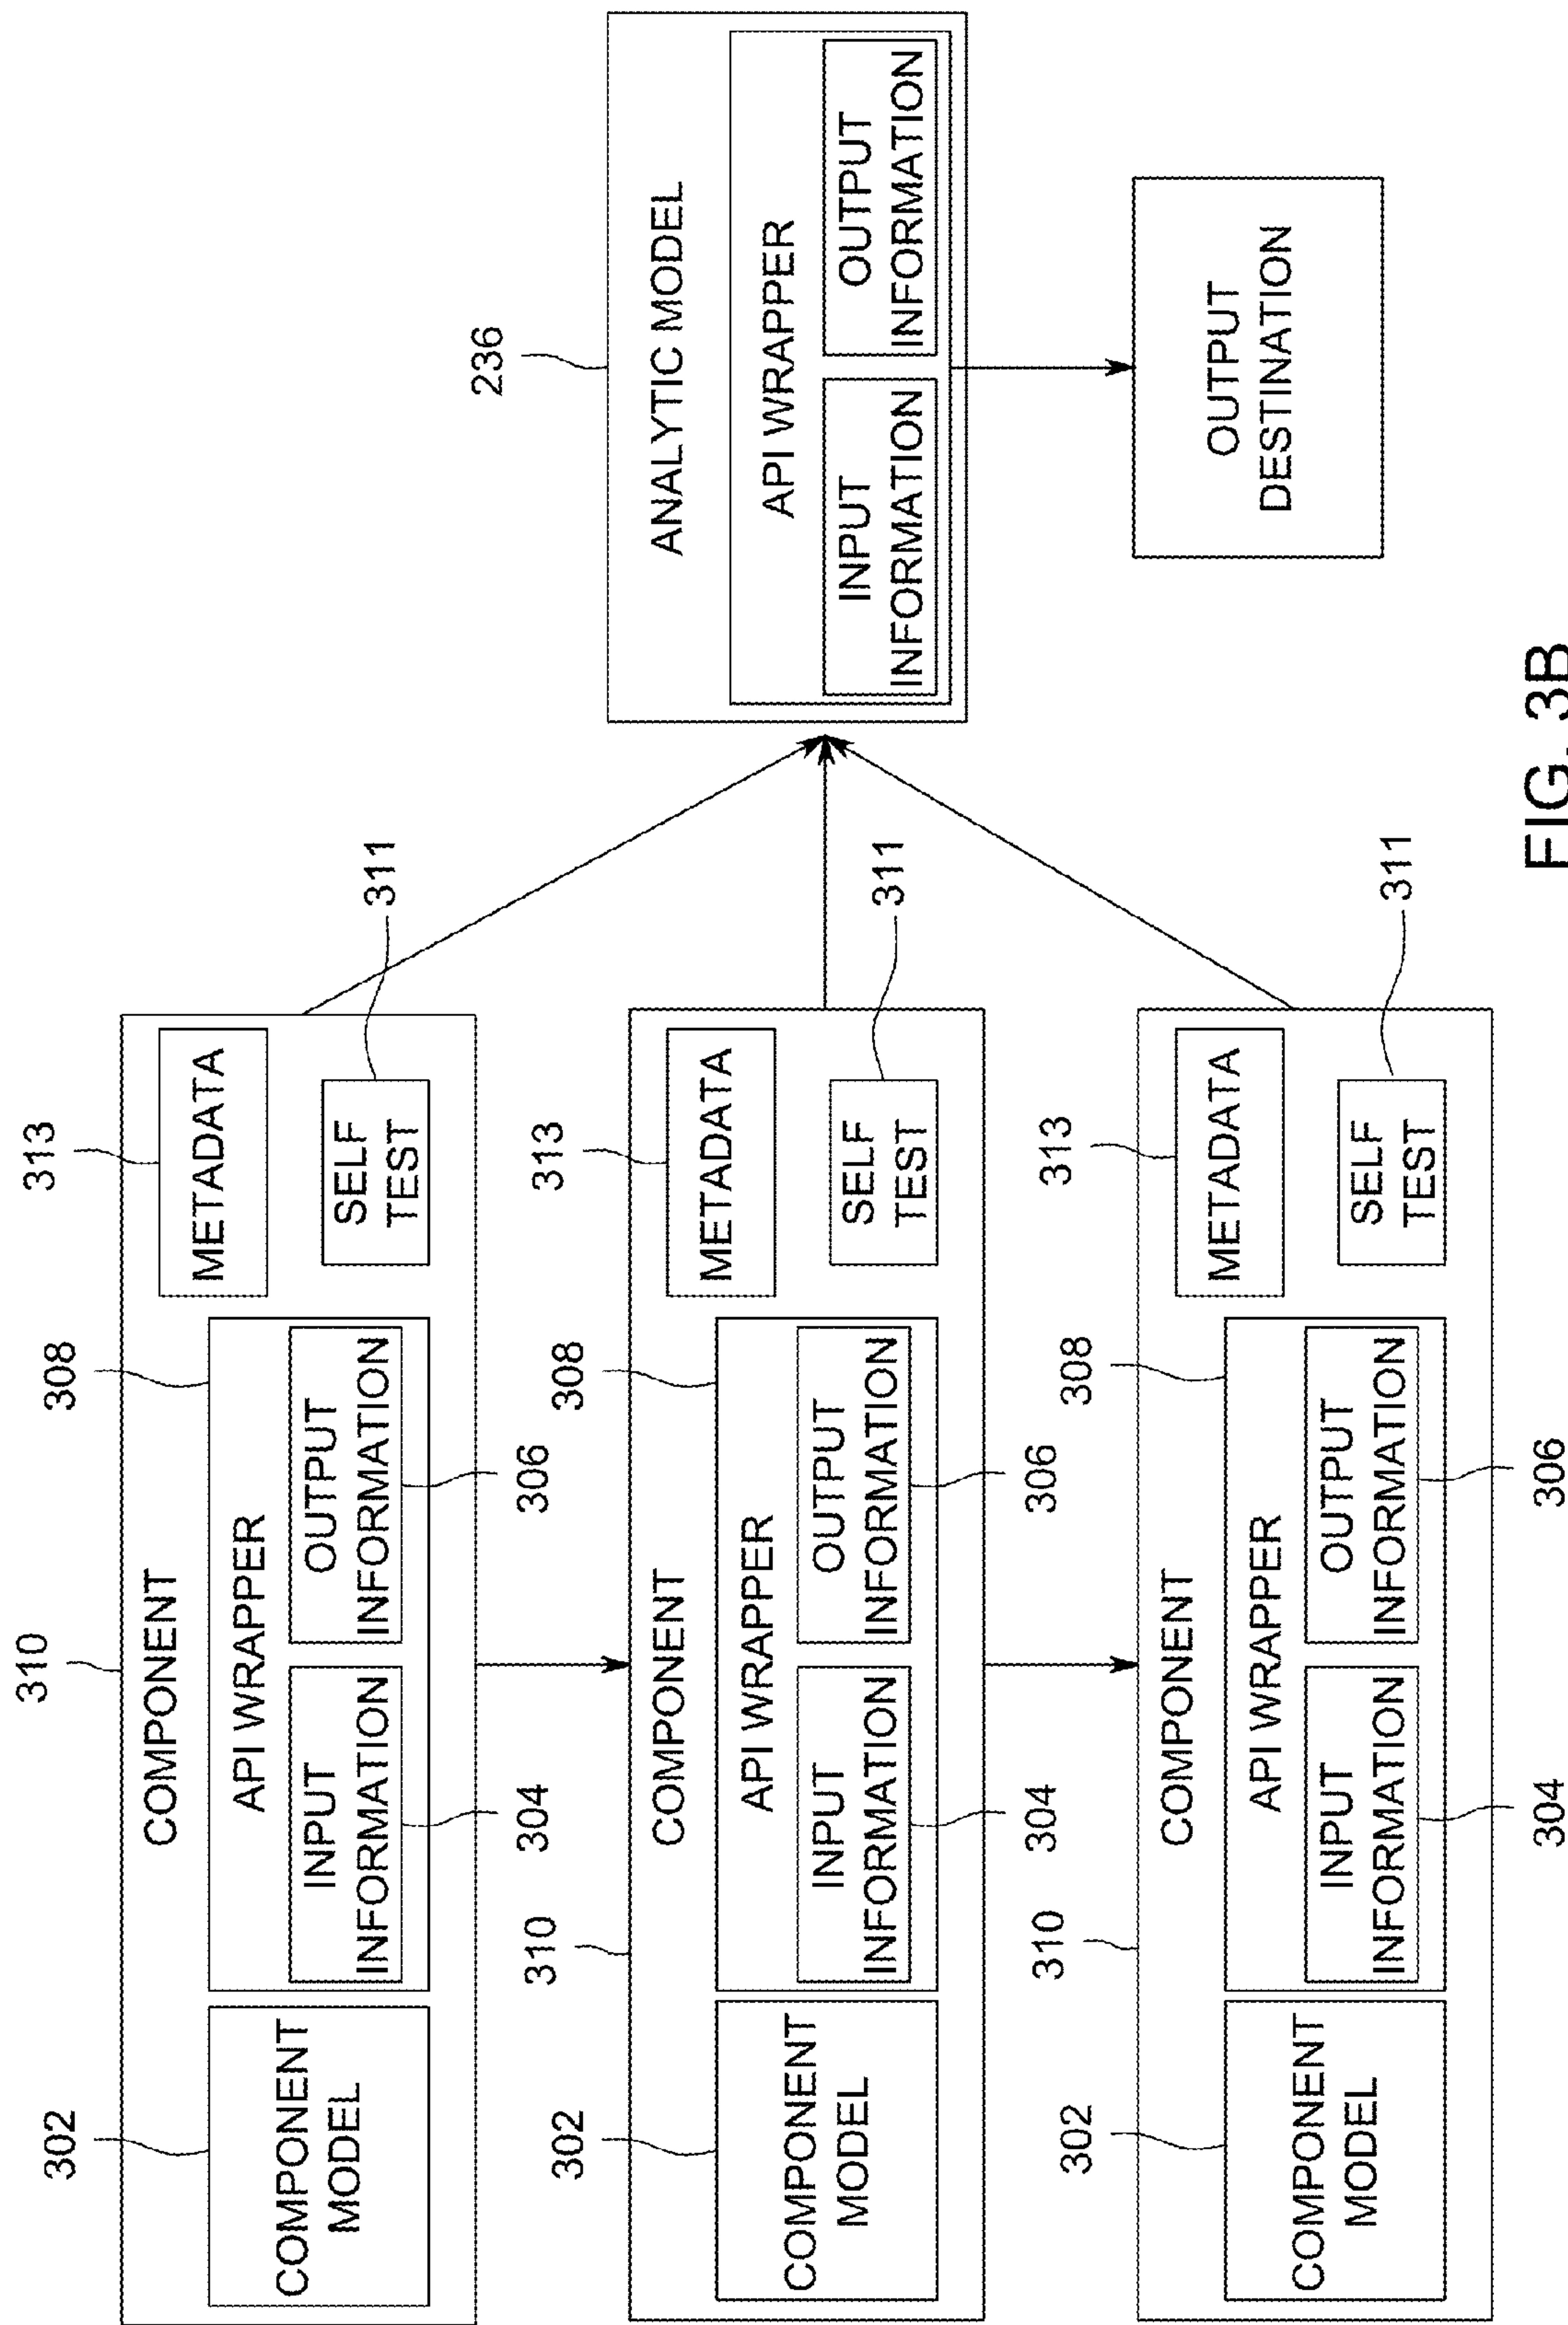 310
COMPONENT
302
COMPONENT
MODEL
308
API WRAPPER
INPUT
INFORMATION
304
OUTPUT
INFORMATION
306
313
METADATA
SELF
TEST
311
310
COMPONENT
302
COMPONENT
MODEL
308
API WRAPPER
INPUT
INFORMATION
304
OUTPUT
INFORMATION
306
313
METADATA
SELF
TEST
311
310
COMPONENT
302
COMPONENT
MODEL
308
API WRAPPER
INPUT
INFORMATION
304
OUTPUT
INFORMATION
306
313
METADATA
SELF
TEST
311
236
ANALYTIC MODEL
API WRAPPER
INPUT
INFORMATION
OUTPUT
INFORMATION
OUTPUT
DESTINATION
FIG. 3B